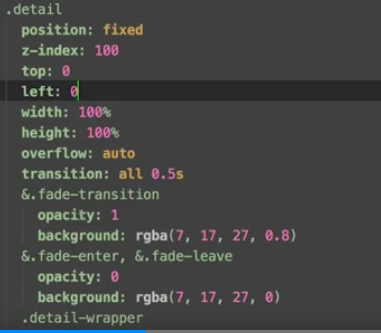 .detail
position: fixed
z-index: 100
top: 0
left: 0
width: 100%
height: 100%
overflow: auto
transition: all 0.5s
&.fade-transition
opacity: 1
background: rgba(7, 17, 27, 0.8)
&.fade-enter, &.fade-leave
opacity: 0
background: rgba(7, 17, 27, 0)
.detail-wrapper